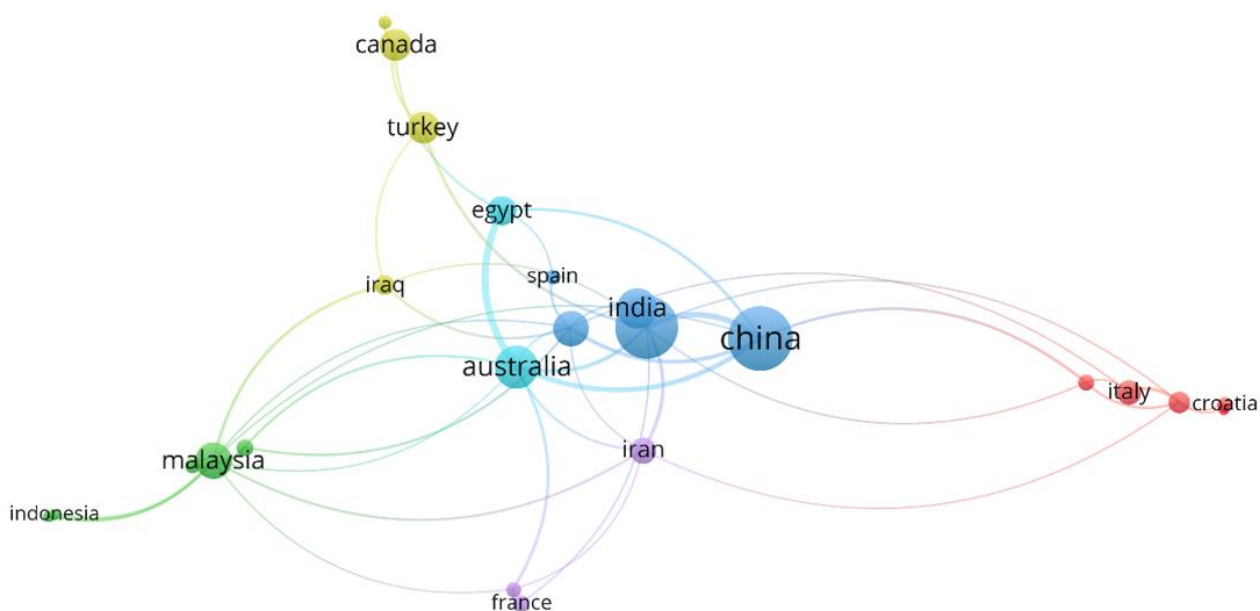 canada
turkey
egypt
spain
iraq
india
china
australia
italy
croatia
iran
malaysia
indonesia
france